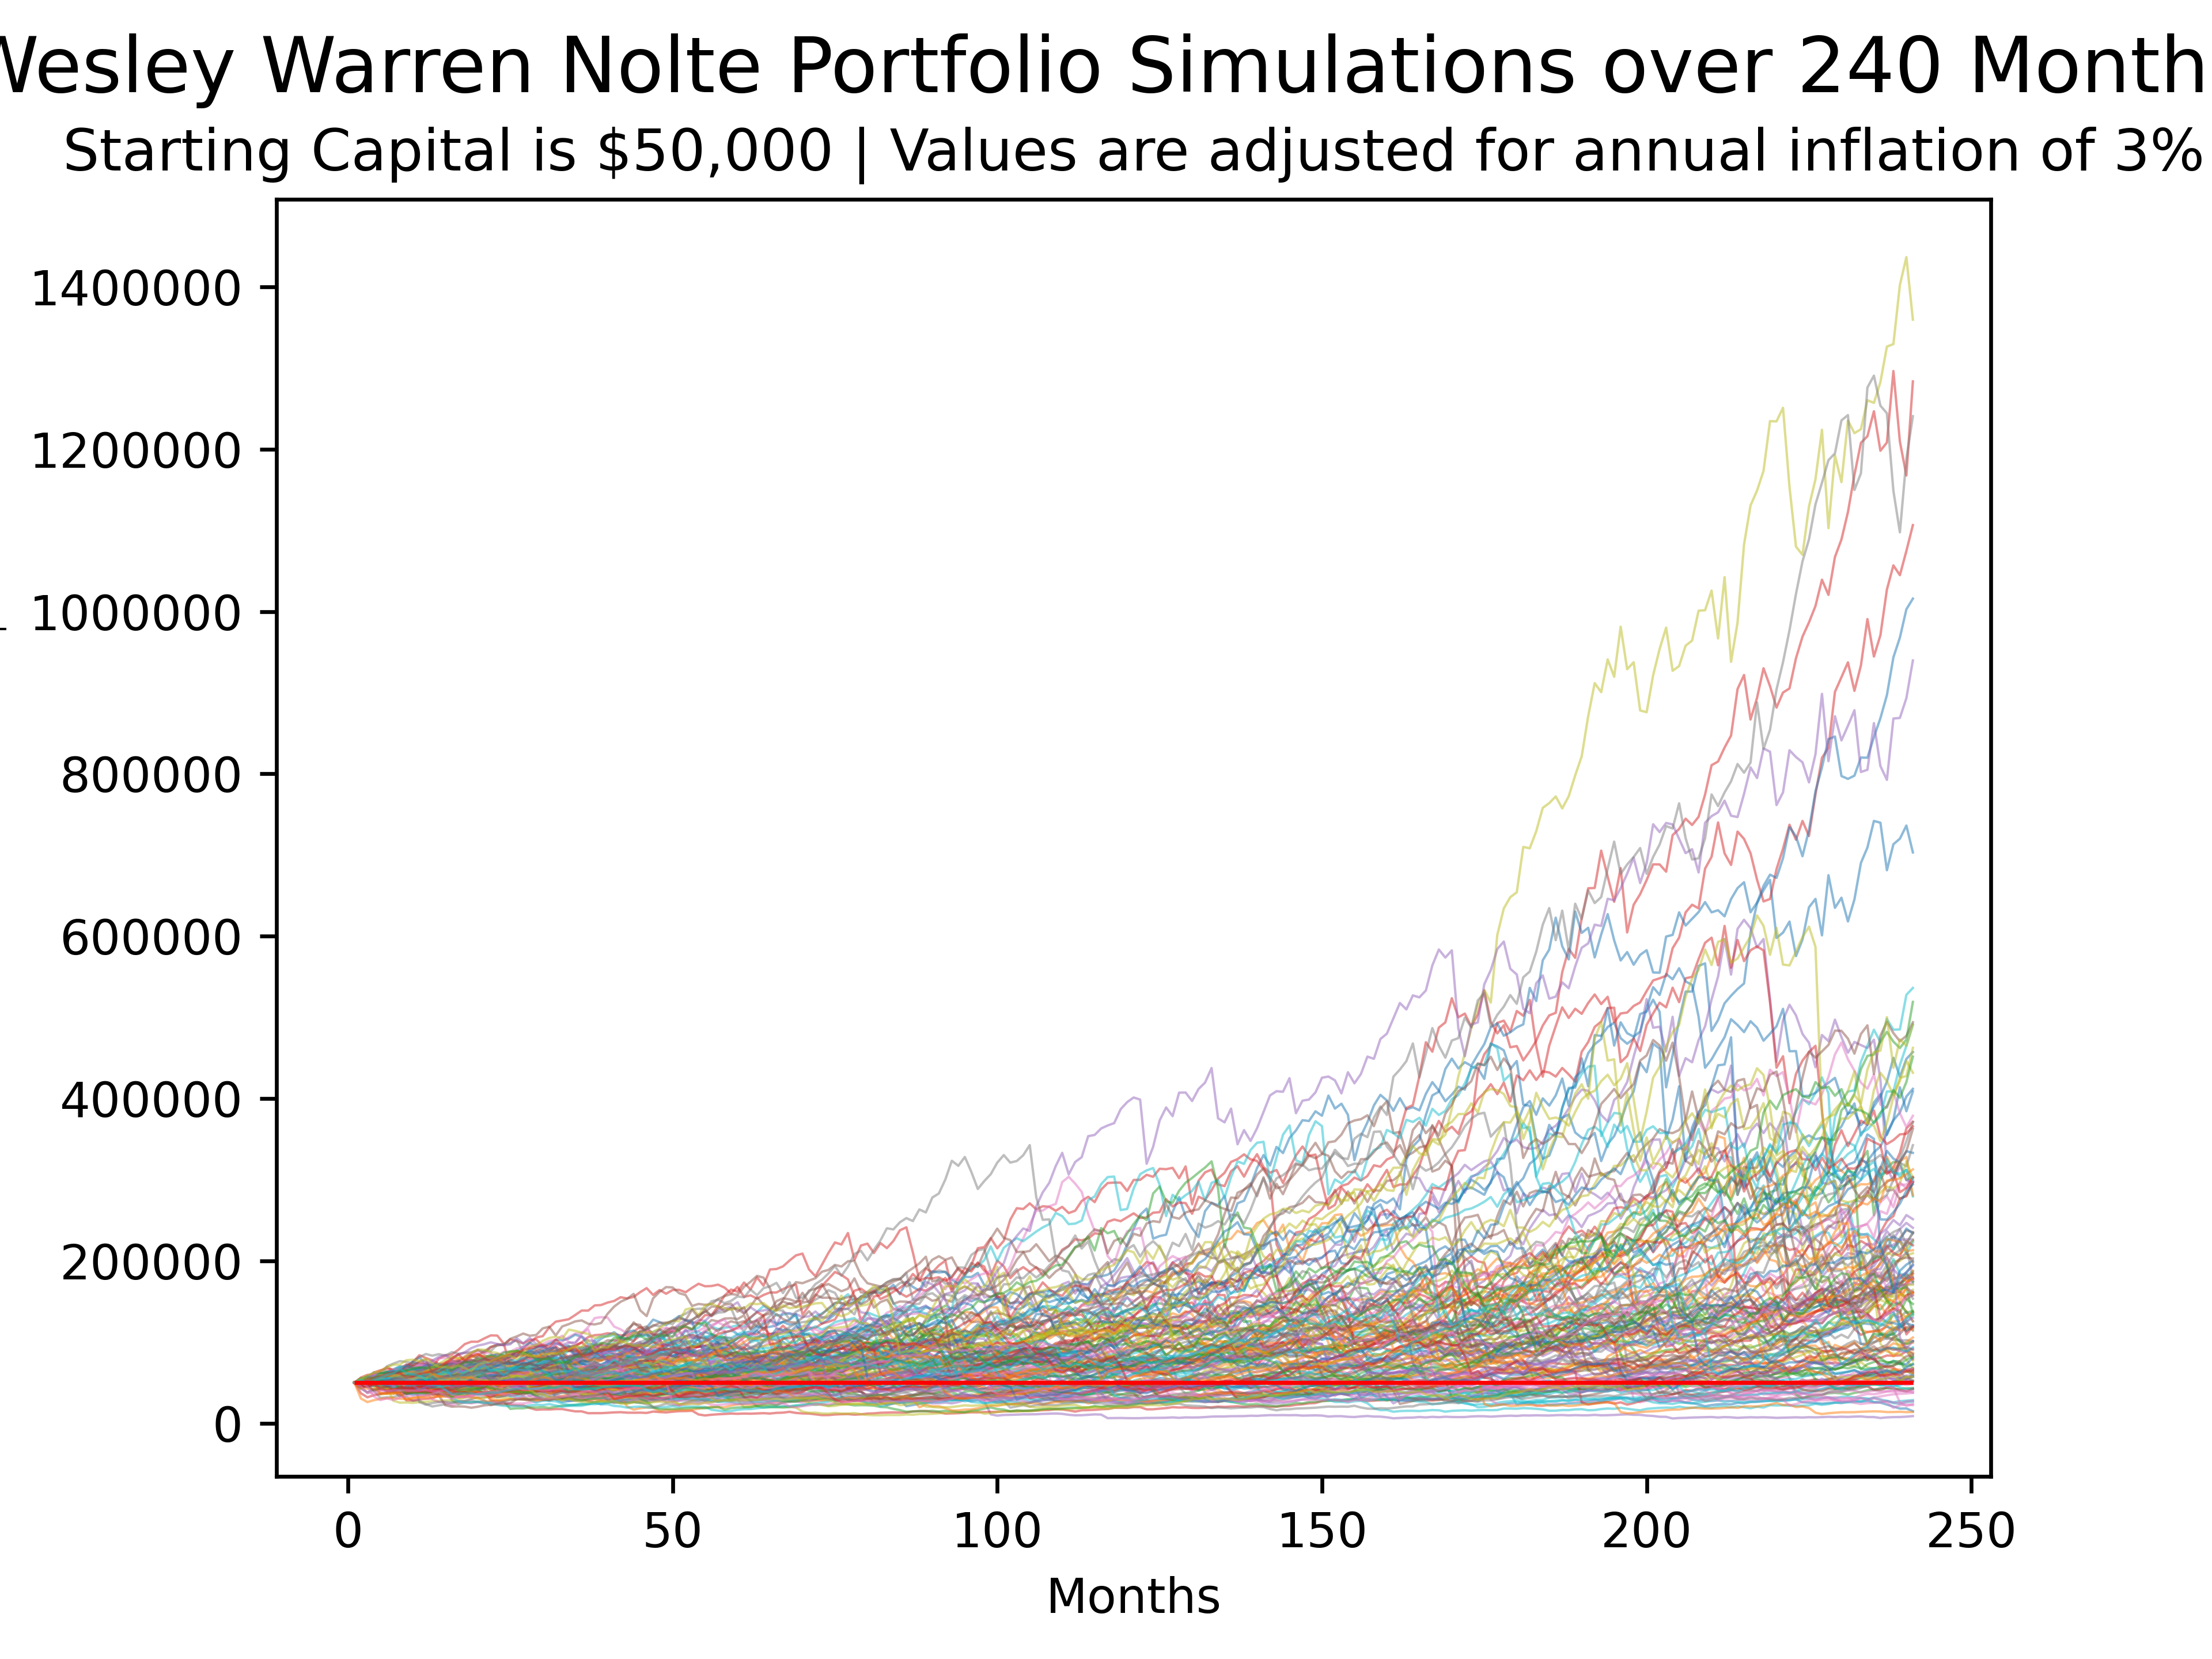 Wesley Warren Nolte Portfolio Simulations over 240 Month
Starting Capital is $50,000 | Values are adjusted for annual inflation of 3%
1400000
1200000
1000000
800000
600000
400000
200000
0
0 50 100 150 200 250
Months